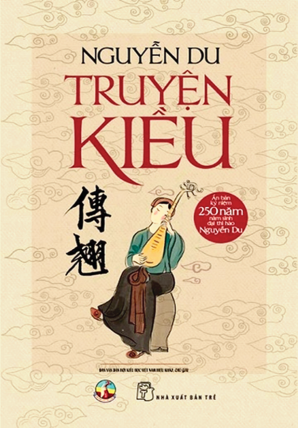 NGUYỄN DU
TRUYỆN
KIỀU
傳翹
Ấn bản
kỷ niệm
250 năm
năm sinh
đại thi hào
Nguyễn Du
NHÀ XUẤT BẢN TRẺ